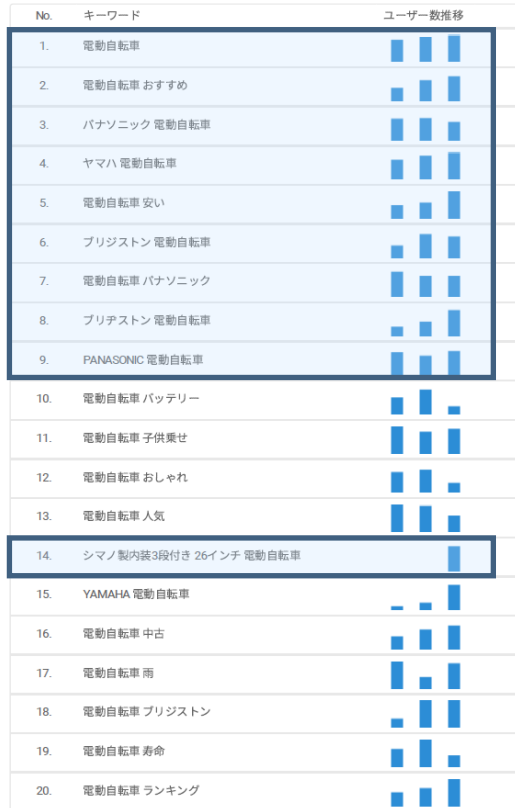 No. キーワード ユーザー数推移
1. 電動自転車
2. 電動自転車 おすすめ
3. パナソニック 電動自転車
4. ヤマハ 電動自転車
5. 電動自転車 安い
6. ブリジストン 電動自転車
7. 電動自転車 パナソニック
8. ブリヂストン 電動自転車
9. PANASONIC 電動自転車
10. 電動自転車 バッテリー
11. 電動自転車 子供乗せ
12. 電動自転車 おしゃれ
13. 電動自転車 人気
14. シマノ製内装3段付き 26インチ 電動自転車
15. YAMAHA 電動自転車
16. 電動自転車 中古
17. 電動自転車 雨
18. 電動自転車 ブリジストン
19. 電動自転車 寿命
20. 電動自転車 ランキング